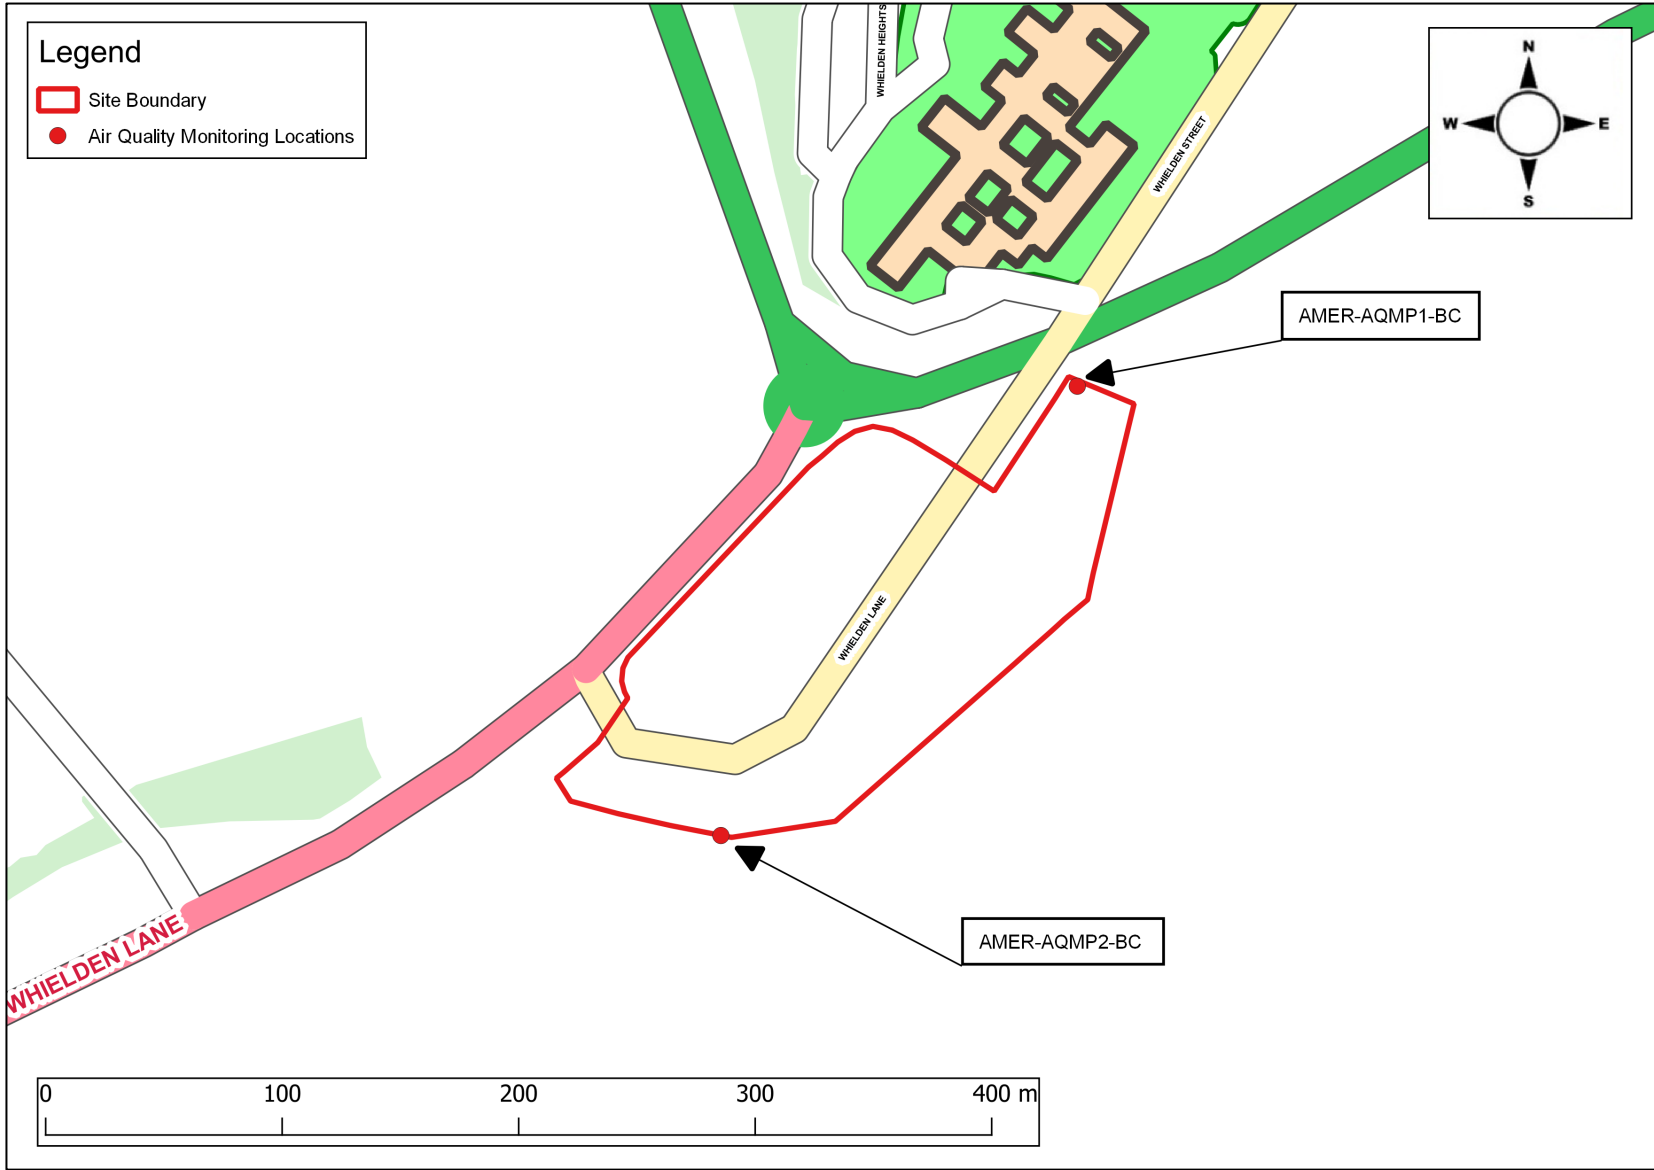 Legend
Site Boundary
Air Quality Monitoring Locations
WHIELDEN HEIGHTS
WHIELDEN STREET
N
W
E
S
AMER-AQMP1-BC
WHIELDEN LANE
AMER-AQMP2-BC
WHIELDEN LANE
0 100 200 300 400 m